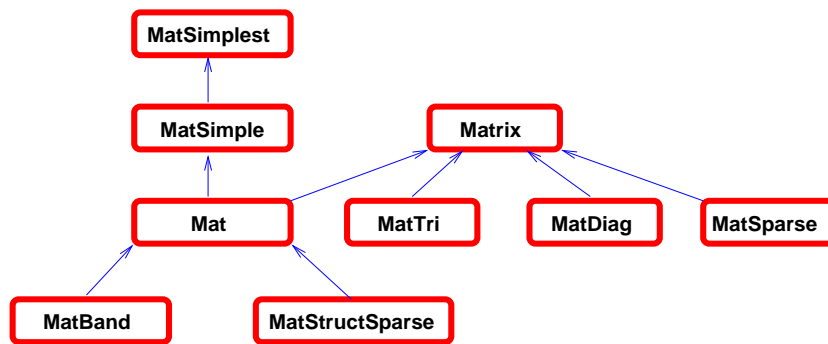 MatSimplest
MatSimple
Matrix
Mat
MatTri
MatDiag
MatSparse
MatBand
MatStructSparse